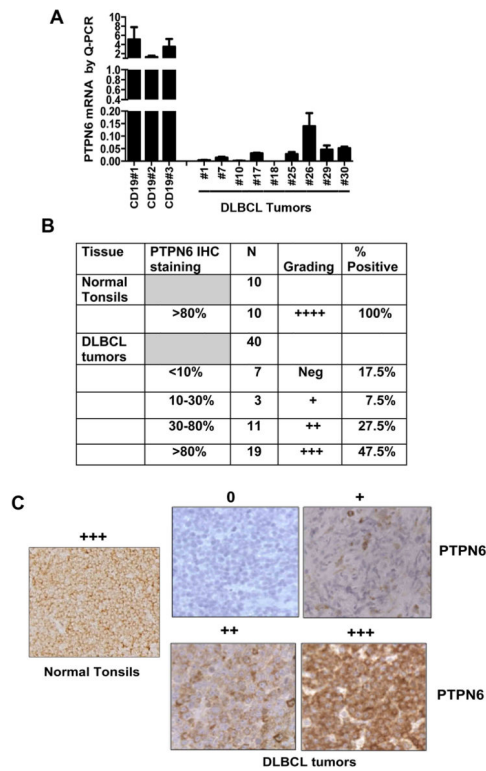 A
PTPN6 mRNA by Q-PCR
10
8
6
4
2
1.0
0.8
0.6
0.4
0.20
0.15
0.10
0.05
0.00
CD19#1
CD19#2
CD19#3
#1
#7
#10
#17
#18
#25
#26
#29
#30
DLBCL Tumors
B
Tissue PTPN6 IHC staining N Grading % Positive
Normal Tonsils 10
>80% 10 ++++ 100%
DLBCL tumors 40
<10% 7 Neg 17.5%
10-30% 3 + 7.5%
30-80% 11 ++ 27.5%
>80% 19 +++ 47.5%
C
0 +
+++
PTPN6
++ +++
Normal Tonsils
PTPN6
DLBCL tumors